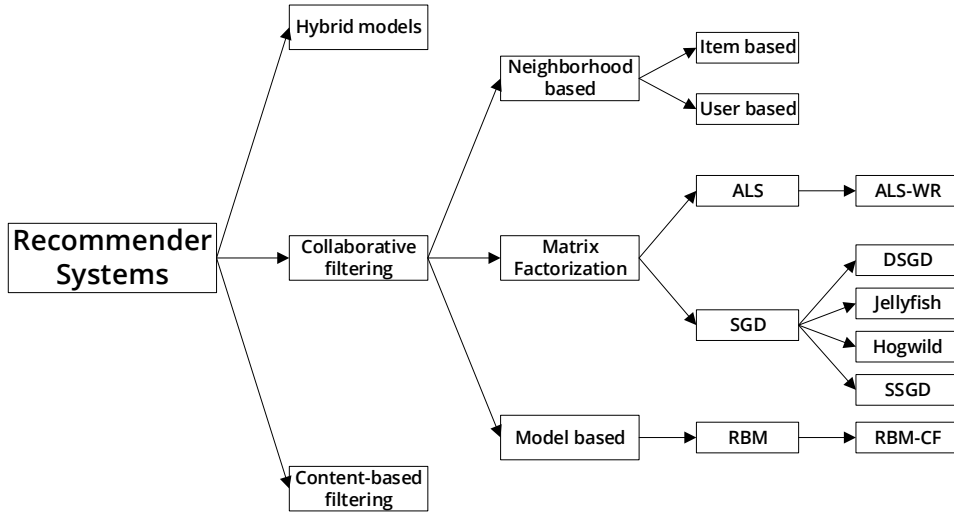 Hybrid models
Neighborhood
based
Item based
User based
ALS
ALS-WR
Recommender
Systems
Collaborative
filtering
Matrix
Factorization
DSGD
Jellyfish
SGD
Hogwild
SSGD
Model based
RBM
RBM-CF
Content-based
filtering